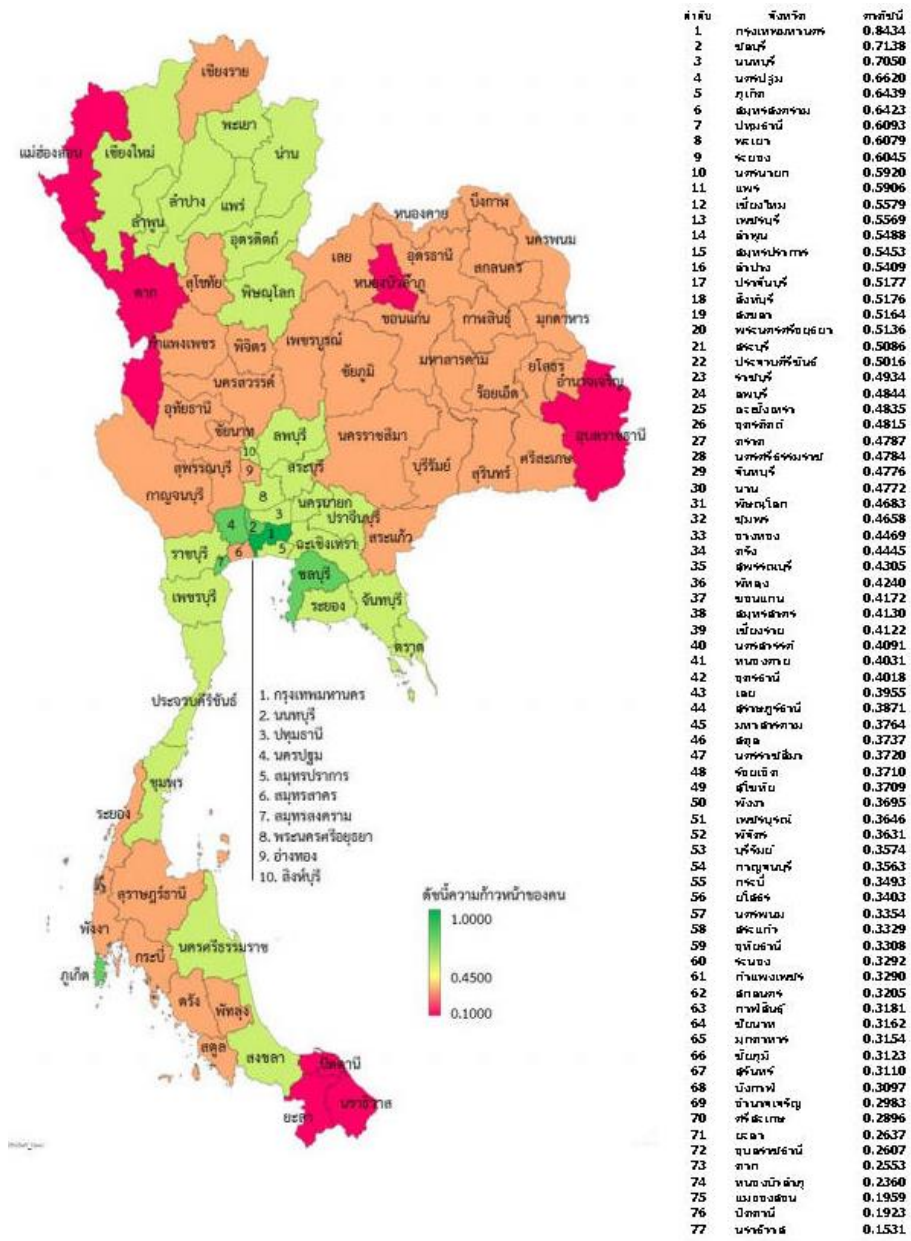 เชียงราย
พะเยา
แม่ฮ่องสอน
เชียงใหม่
น่าน
ลำปาง
แพร่
ลำพูน
บึงกาฬ
หนองคาย
อุตรดิตถ์
นครพนม
เลย
อุดรธานี
สกลนคร
ตาก
สุโขทัย
พิษณุโลก
หนองบัวลำภู
ขอนแก่น
กาฬสินธุ์
มุกดาหาร
กำแพงเพชร
พิจิตร
เพชรบูรณ์
ชัยภูมิ
มหาสารคาม
ยโสธร
อำนาจเจริญ
นครสวรรค์
ร้อยเอ็ด
อุทัยธานี
ชัยนาท
ลพบุรี
นครราชสีมา
อุบลราชธานี
10
สุพรรณบุรี
9
สระบุรี
บุรีรัมย์
สุรินทร์
ศรีสะเกษ
กาญจนบุรี
8
นครนายก
3
ปราจีนบุรี
4
2
1
สระแก้ว
ราชบุรี
6
5
ฉะเชิงเทรา
7
ชลบุรี
เพชรบุรี
ระยอง
จันทบุรี
ตราด
ประจวบคีรีขันธ์
1. กรุงเทพมหานคร
2. นนทบุรี
3. ปทุมธานี
4. นครปฐม
5. สมุทรปราการ
6. สมุทรสาคร
7. สมุทรสงคราม
8. พระนครศรีอยุธยา
9. อ่างทอง
10. สิงห์บุรี
ชุมพร
ระยอง
สุราษฎร์ธานี
พังงา
นครศรีธรรมราช
กระบี่
ภูเก็ต
ตรัง
พัทลุง
สตูล
สงขลา
ปัตตานี
ยะลา
นราธิวาส
ดัชนีความก้าวหน้าของคน
1.0000
0.4500
0.1000
ลำดับ จังหวัด ค่าดัชนี
1 กรุงเทพมหานคร 0.8434
2 ชลบุรี 0.7138
3 นนทบุรี 0.7050
4 นครปฐม 0.6620
5 ภูเก็ต 0.6439
6 สมุทรสงคราม 0.6423
7 ปทุมธานี 0.6093
8 พะเยา 0.6079
9 ระยอง 0.6045
10 นครนายก 0.5920
11 แพร่ 0.5906
12 เชียงใหม่ 0.5579
13 เพชรบุรี 0.5569
14 ลำพูน 0.5488
15 สมุทรปราการ 0.5453
16 ลำปาง 0.5409
17 ปราจีนบุรี 0.5177
18 สิงห์บุรี 0.5176
19 สงขลา 0.5164
20 พระนครศรีอยุธยา 0.5136
21 สระบุรี 0.5086
22 ประจวบคีรีขันธ์ 0.5016
23 ราชบุรี 0.4934
24 ลพบุรี 0.4844
25 ฉะเชิงเทรา 0.4835
26 อุตรดิตถ์ 0.4815
27 ตราด 0.4787
28 นครศรีธรรมราช 0.4784
29 จันทบุรี 0.4776
30 น่าน 0.4772
31 พิษณุโลก 0.4683
32 ชุมพร 0.4658
33 อ่างทอง 0.4469
34 ตรัง 0.4445
35 สุพรรณบุรี 0.4305
36 พัทลุง 0.4240
37 ขอนแก่น 0.4172
38 สมุทรสาคร 0.4130
39 เชียงราย 0.4122
40 นครสวรรค์ 0.4091
41 หนองคาย 0.4031
42 อุดรธานี 0.4018
43 เลย 0.3955
44 สุราษฎร์ธานี 0.3871
45 มหาสารคาม 0.3764
46 สตูล 0.3737
47 นครราชสีมา 0.3720
48 ร้อยเอ็ด 0.3710
49 สุโขทัย 0.3709
50 พังงา 0.3695
51 เพชรบูรณ์ 0.3646
52 พิจิตร 0.3631
53 บุรีรัมย์ 0.3574
54 กาญจนบุรี 0.3563
55 กระบี่ 0.3493
56 ยโสธร 0.3403
57 นครพนม 0.3354
58 สระแก้ว 0.3329
59 อุทัยธานี 0.3308
60 ระนอง 0.3292
61 กำแพงเพชร 0.3290
62 สกลนคร 0.3205
63 กาฬสินธุ์ 0.3181
64 ชัยนาท 0.3162
65 มุกดาหาร 0.3154
66 ชัยภูมิ 0.3123
67 สุรินทร์ 0.3110
68 บึงกาฬ 0.3097
69 อำนาจเจริญ 0.2983
70 ศรีสะเกษ 0.2896
71 ยะลา 0.2637
72 อุบลราชธานี 0.2607
73 ตาก 0.2553
74 หนองบัวลำภู 0.2360
75 แม่ฮ่องสอน 0.1959
76 ปัตตานี 0.1923
77 นราธิวาส 0.1531